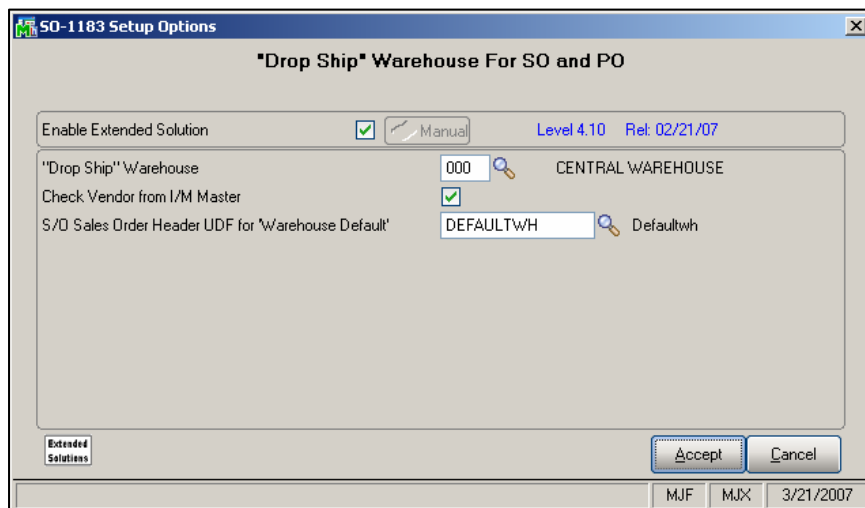 SO-1183 Setup Options
"Drop Ship" Warehouse For SO and PO
Enable Extended Solution Manual Level 4.10 Rel: 02/21/07
"Drop Ship" Warehouse 000 CENTRAL WAREHOUSE
Check Vendor from I/M Master
S/O Sales Order Header UDF for 'Warehouse Default' DEFAULTWH Defaultwh
Extended
Solutions
Accept Cancel
MJF MJX 3/21/2007